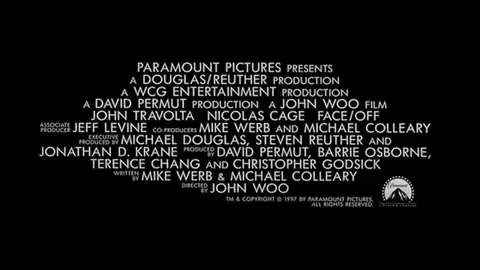 PARAMOUNT PICTURES PRESENTS
A DOUGLAS/REUTHER PRODUCTION
A WCG ENTERTAINMENT PRODUCTION
A DAVID PERMUT PRODUCTION A JOHN WOO FILM
JOHN TRAVOLTA NICOLAS CAGE FACE/OFF
ASSOCIATE PRODUCER JEFF LEVINE CO-PRODUCERS MIKE WERB AND MICHAEL COLLEARY
EXECUTIVE PRODUCED BY MICHAEL DOUGLAS, STEVEN REUTHER AND
JONATHAN D. KRANE PRODUCED BY DAVID PERMUT, BARRIE OSBORNE,
TERENCE CHANG AND CHRISTOPHER GODSICK
WRITTEN BY MIKE WERB & MICHAEL COLLEARY
DIRECTED BY JOHN WOO
TM & COPYRIGHT © 1997 BY PARAMOUNT PICTURES.
ALL RIGHTS RESERVED.
Paramount